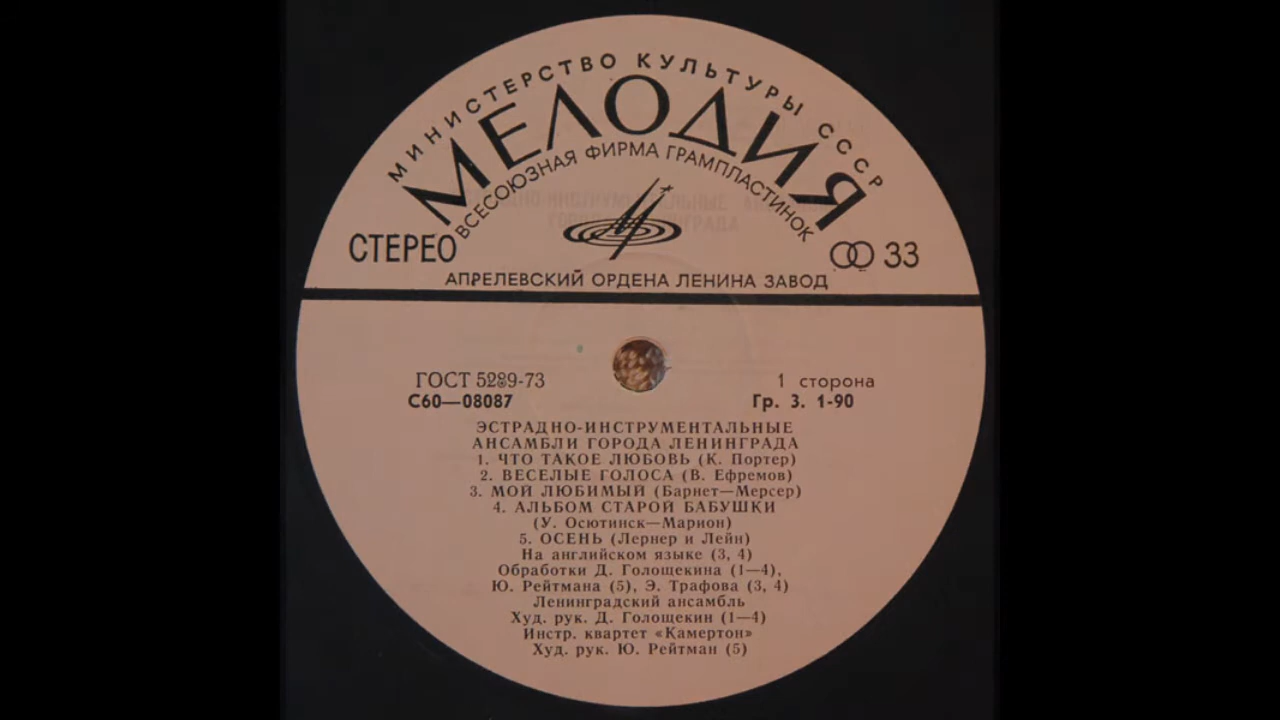 МИНИСТЕРСТВО КУЛЬТУРЫ СССР
МЕЛОДИЯ
ВСЕСОЮЗНАЯ ФИРМА ГРАМПЛАСТИНОК
СТЕРЕО
33
АПРЕЛЕВСКИЙ ОРДЕНА ЛЕНИНА ЗАВОД
ГОСТ 5289-73
1 сторона
С60—08087
Гр. 3. 1-90
ЭСТРАДНО-ИНСТРУМЕНТАЛЬНЫЕ
АНСАМБЛИ ГОРОДА ЛЕНИНГРАДА
1. ЧТО ТАКОЕ ЛЮБОВЬ (К. Портер)
2. ВЕСЕЛЫЕ ГОЛОСА (В. Ефремов)
3. МОЙ ЛЮБИМЫЙ (Барнет—Мерсер)
4. АЛЬБОМ СТАРОЙ БАБУШКИ
(У. Осютинск—Марион)
5. ОСЕНЬ (Лернер и Лейн)
На английском языке (3, 4)
Обработки Д. Голощекина (1—4),
Ю. Рейтмана (5), Э. Трафова (3, 4)
Ленинградский ансамбль
Худ. рук. Д. Голощекин (1—4)
Инстр. квартет «Камертон»
Худ. рук. Ю. Рейтман (5)